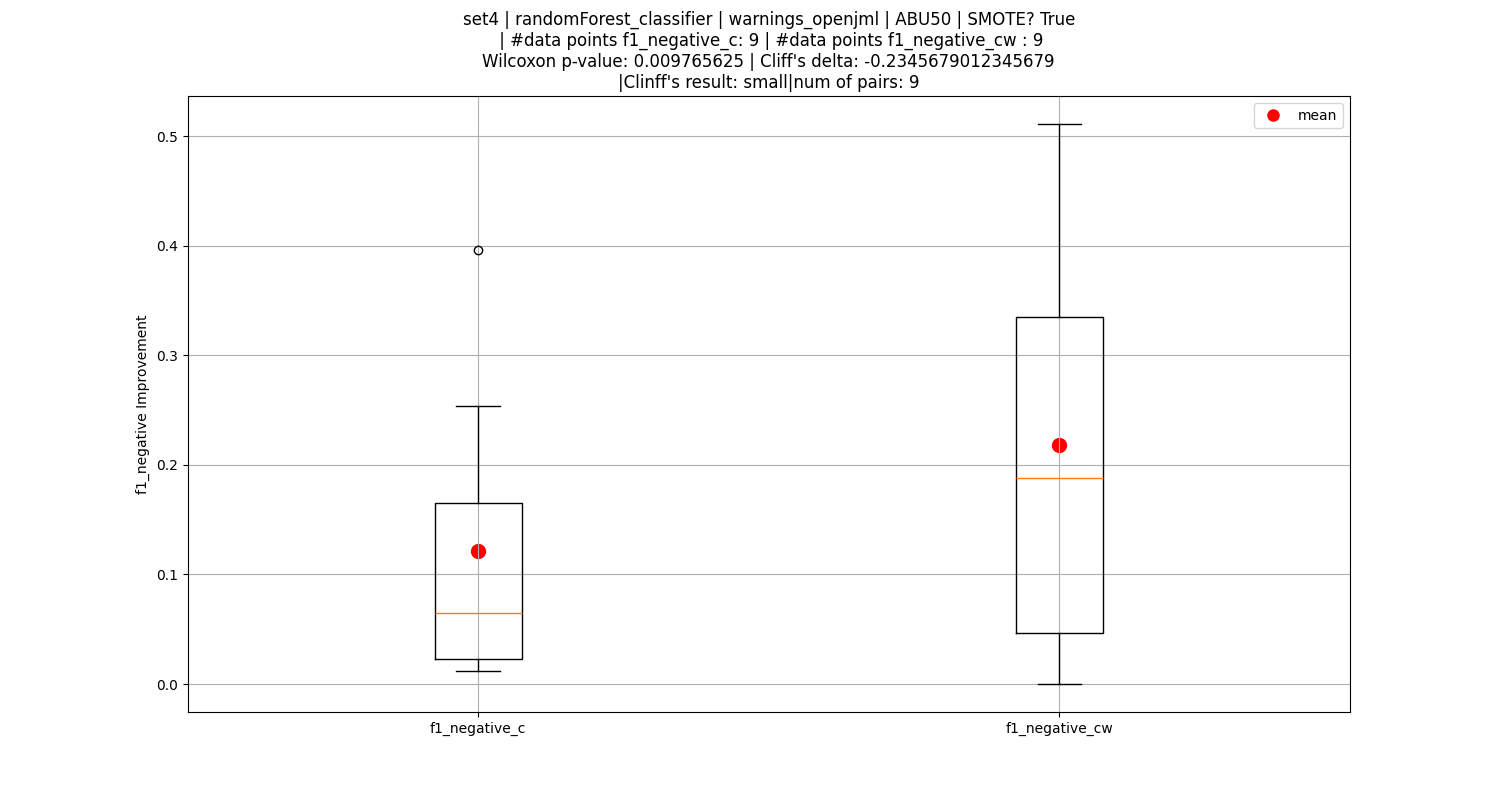 set4 | randomForest_classifier | warnings_openjml | ABU50 | SMOTE? True
| #data points f1_negative_c: 9 | #data points f1_negative_cw : 9
Wilcoxon p-value: 0.009765625 | Cliff's delta: -0.2345679012345679
|Clinff's result: small|num of pairs: 9
mean
0.5
0.4
0.3
0.2
0.1
0.0
f1_negative Improvement
f1_negative_c
f1_negative_cw